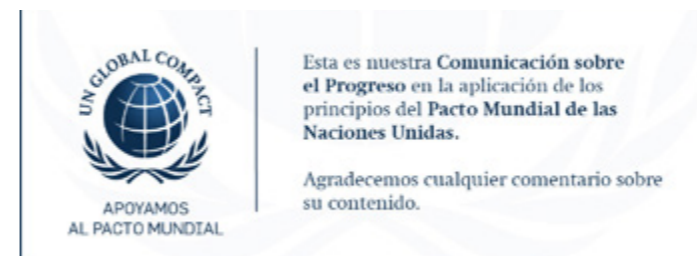 UN GLOBAL COMPACT
APOYAMOS
AL PACTO MUNDIAL
Esta es nuestra Comunicación sobre
el Progreso en la aplicación de los
principios del Pacto Mundial de las
Naciones Unidas.
Agradecemos cualquier comentario sobre
su contenido.